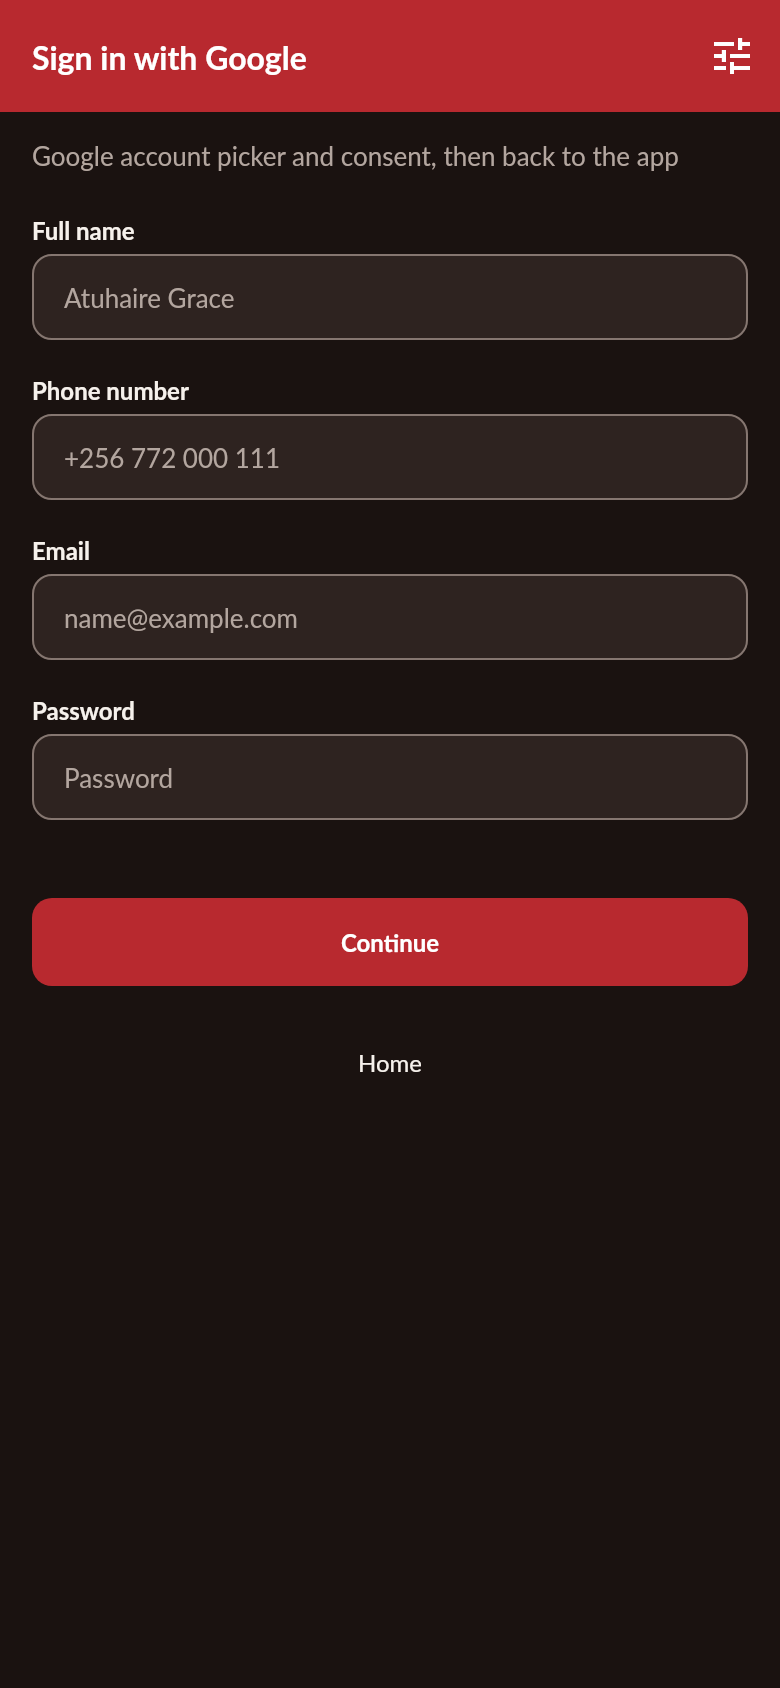 Sign in with Google
Google account picker and consent, then back to the app
Full name
Atuhaire Grace
Phone number
+256 772 000 111
Email
name@example.com
Password
Password
Continue
Home